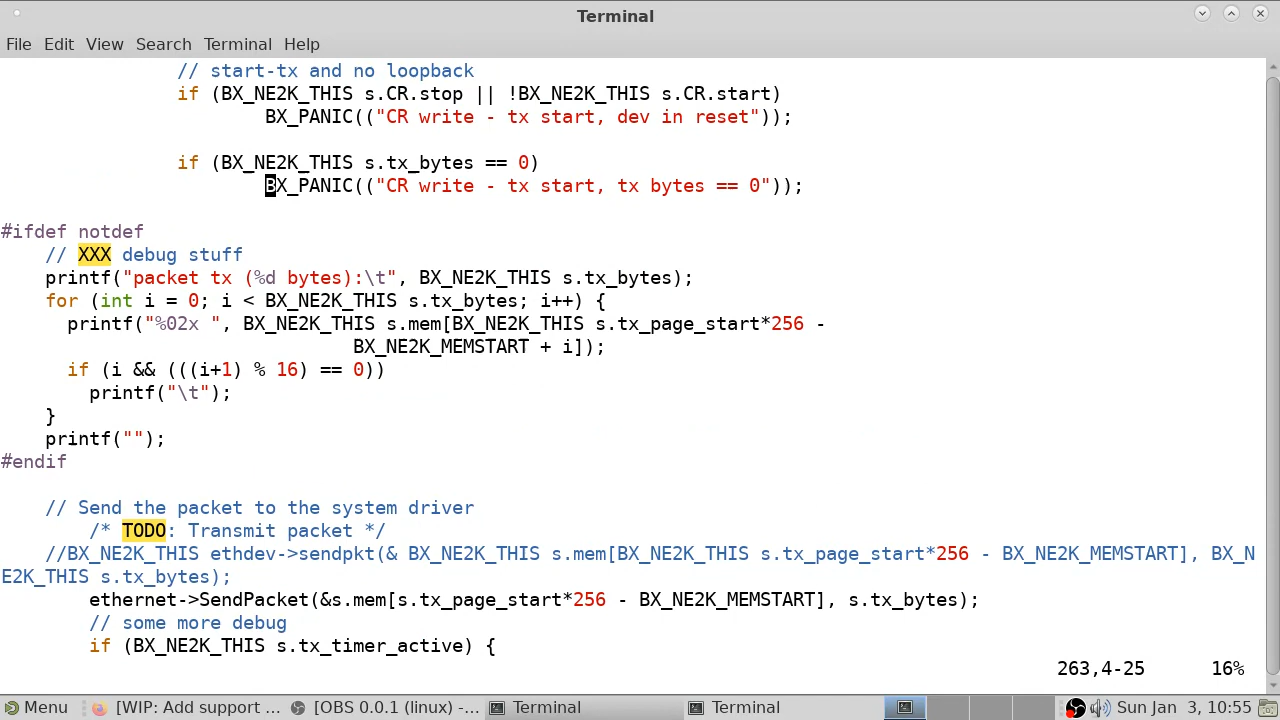 Terminal
File Edit View Search Terminal Help
// start-tx and no loopback
if (BX_NE2K_THIS s.CR.stop || !BX_NE2K_THIS s.CR.start)
BX_PANIC(("CR write - tx start, dev in reset"));
if (BX_NE2K_THIS s.tx_bytes == 0)
BX_PANIC(("CR write - tx start, tx bytes == 0"));
#ifdef notdef
// XXX debug stuff
printf("packet tx (%d bytes):\t", BX_NE2K_THIS s.tx_bytes);
for (int i = 0; i < BX_NE2K_THIS s.tx_bytes; i++) {
printf("%02x ", BX_NE2K_THIS s.mem[BX_NE2K_THIS s.tx_page_start*256 -
BX_NE2K_MEMSTART + i]);
if (i && (((i+1) % 16) == 0))
printf("\t");
}
printf("");
#endif
// Send the packet to the system driver
/* TODO: Transmit packet */
//BX_NE2K_THIS ethdev->sendpkt(& BX_NE2K_THIS s.mem[BX_NE2K_THIS s.tx_page_start*256 - BX_NE2K_MEMSTART], BX_N
E2K_THIS s.tx_bytes);
ethernet->SendPacket(&s.mem[s.tx_page_start*256 - BX_NE2K_MEMSTART], s.tx_bytes);
// some more debug
if (BX_NE2K_THIS s.tx_timer_active) {
263,4-25 16%
Menu [WIP: Add support ... [OBS 0.0.1 (linux) -... Terminal Terminal Sun Jan 3, 10:55